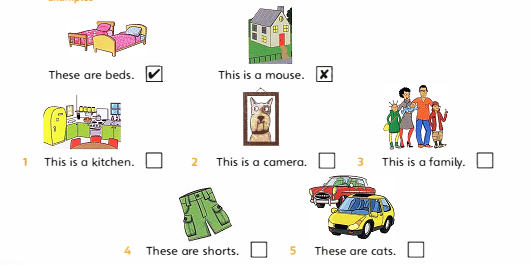 These are beds. ✔ This is a mouse. ✘
1 This is a kitchen. 2 This is a camera. 3 This is a family.
4 These are shorts. 5 These are cats.